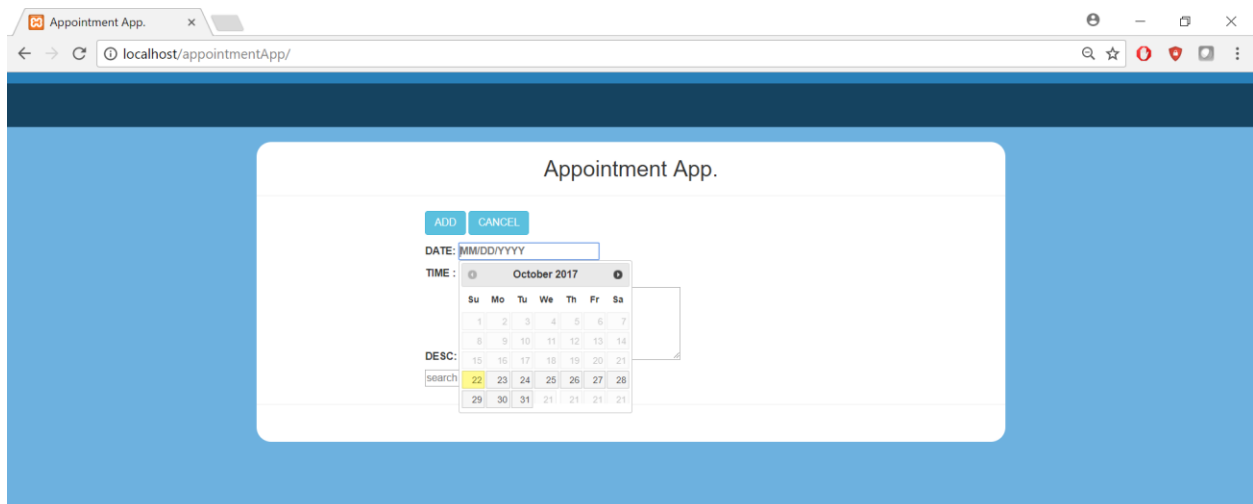 Appointment App.
localhost/appointmentApp/
Appointment App.
ADD CANCEL
DATE: MM/DD/YYYY
TIME :
October 2017
Su Mo Tu We Th Fr Sa
1 2 3 4 5 6 7
8 9 10 11 12 13 14
DESC:
15 16 17 18 19 20 21
search
22 23 24 25 26 27 28
29 30 31 21 21 21 21